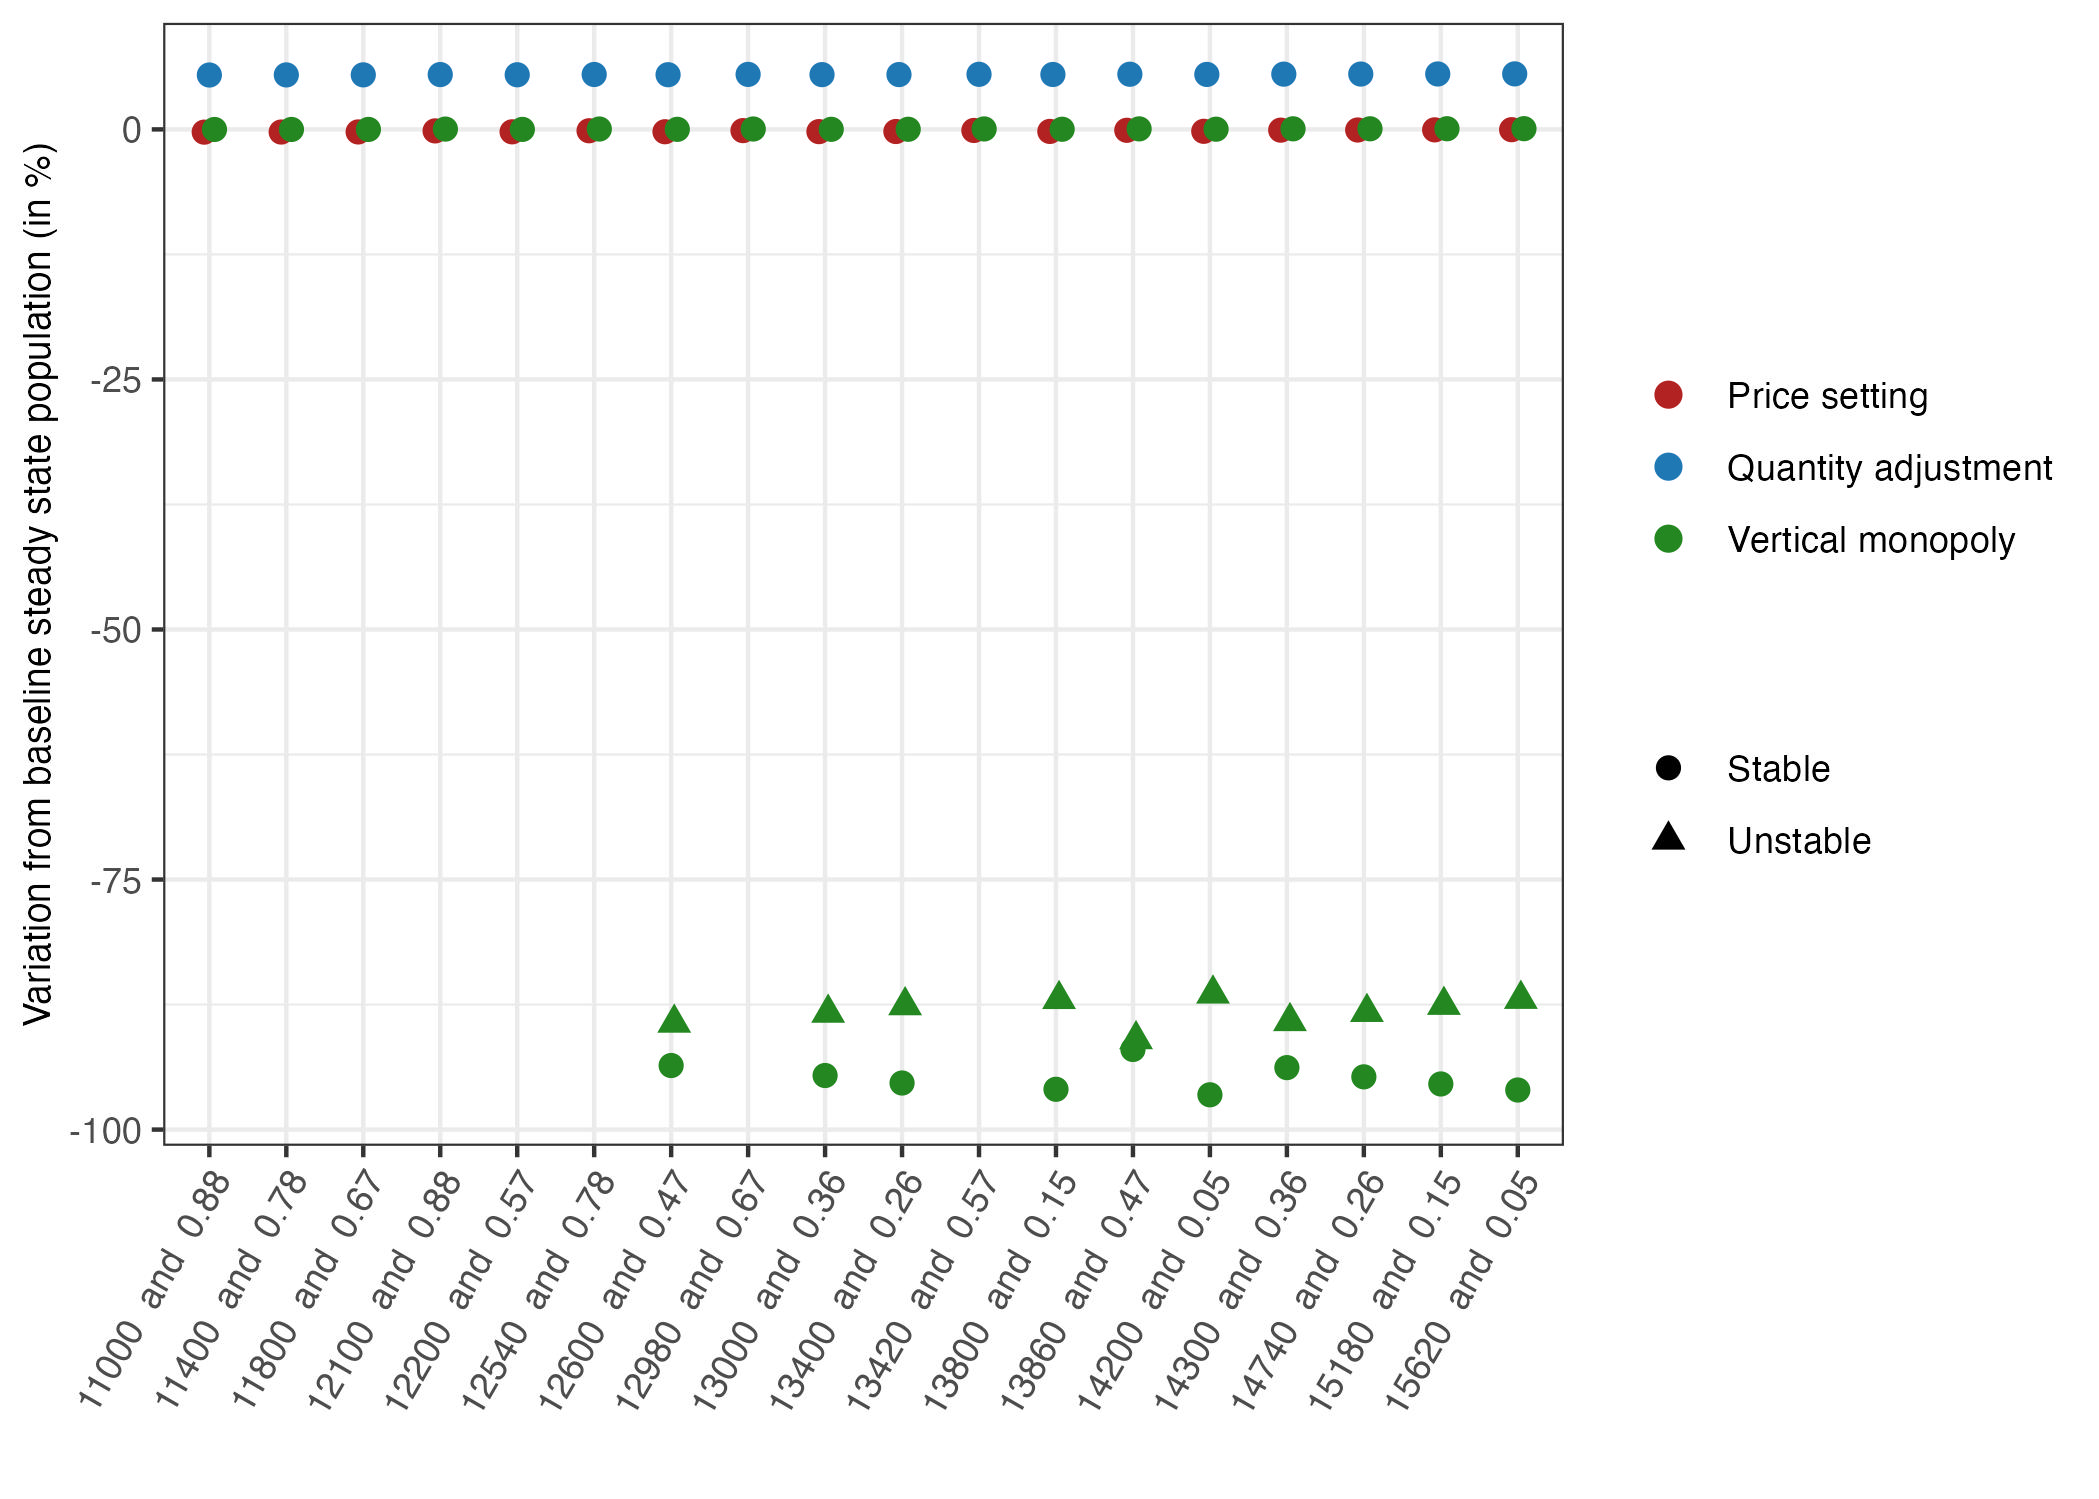 Variation from baseline steady state population (in %)
0
-25
-50
-75
-100
11000 and 0.88
11400 and 0.78
11800 and 0.67
12100 and 0.88
12200 and 0.57
12540 and 0.78
12600 and 0.47
12980 and 0.67
13000 and 0.36
13400 and 0.26
13420 and 0.57
13800 and 0.15
13860 and 0.47
14200 and 0.05
14300 and 0.36
14740 and 0.26
15180 and 0.15
15620 and 0.05
Price setting
Quantity adjustment
Vertical monopoly
Stable
Unstable